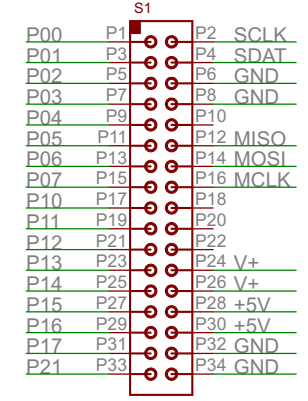 S1
P00 P1 P2 SCLK
P01 P3 P4 SDAT
P02 P5 P6 GND
P03 P7 P8 GND
P04 P9 P10
P05 P11 P12 MISO
P06 P13 P14 MOSI
P07 P15 P16 MCLK
P10 P17 P18
P11 P19 P20
P12 P21 P22
P13 P23 P24 V+
P14 P25 P26 V+
P15 P27 P28 +5V
P16 P29 P30 +5V
P17 P31 P32 GND
P21 P33 P34 GND